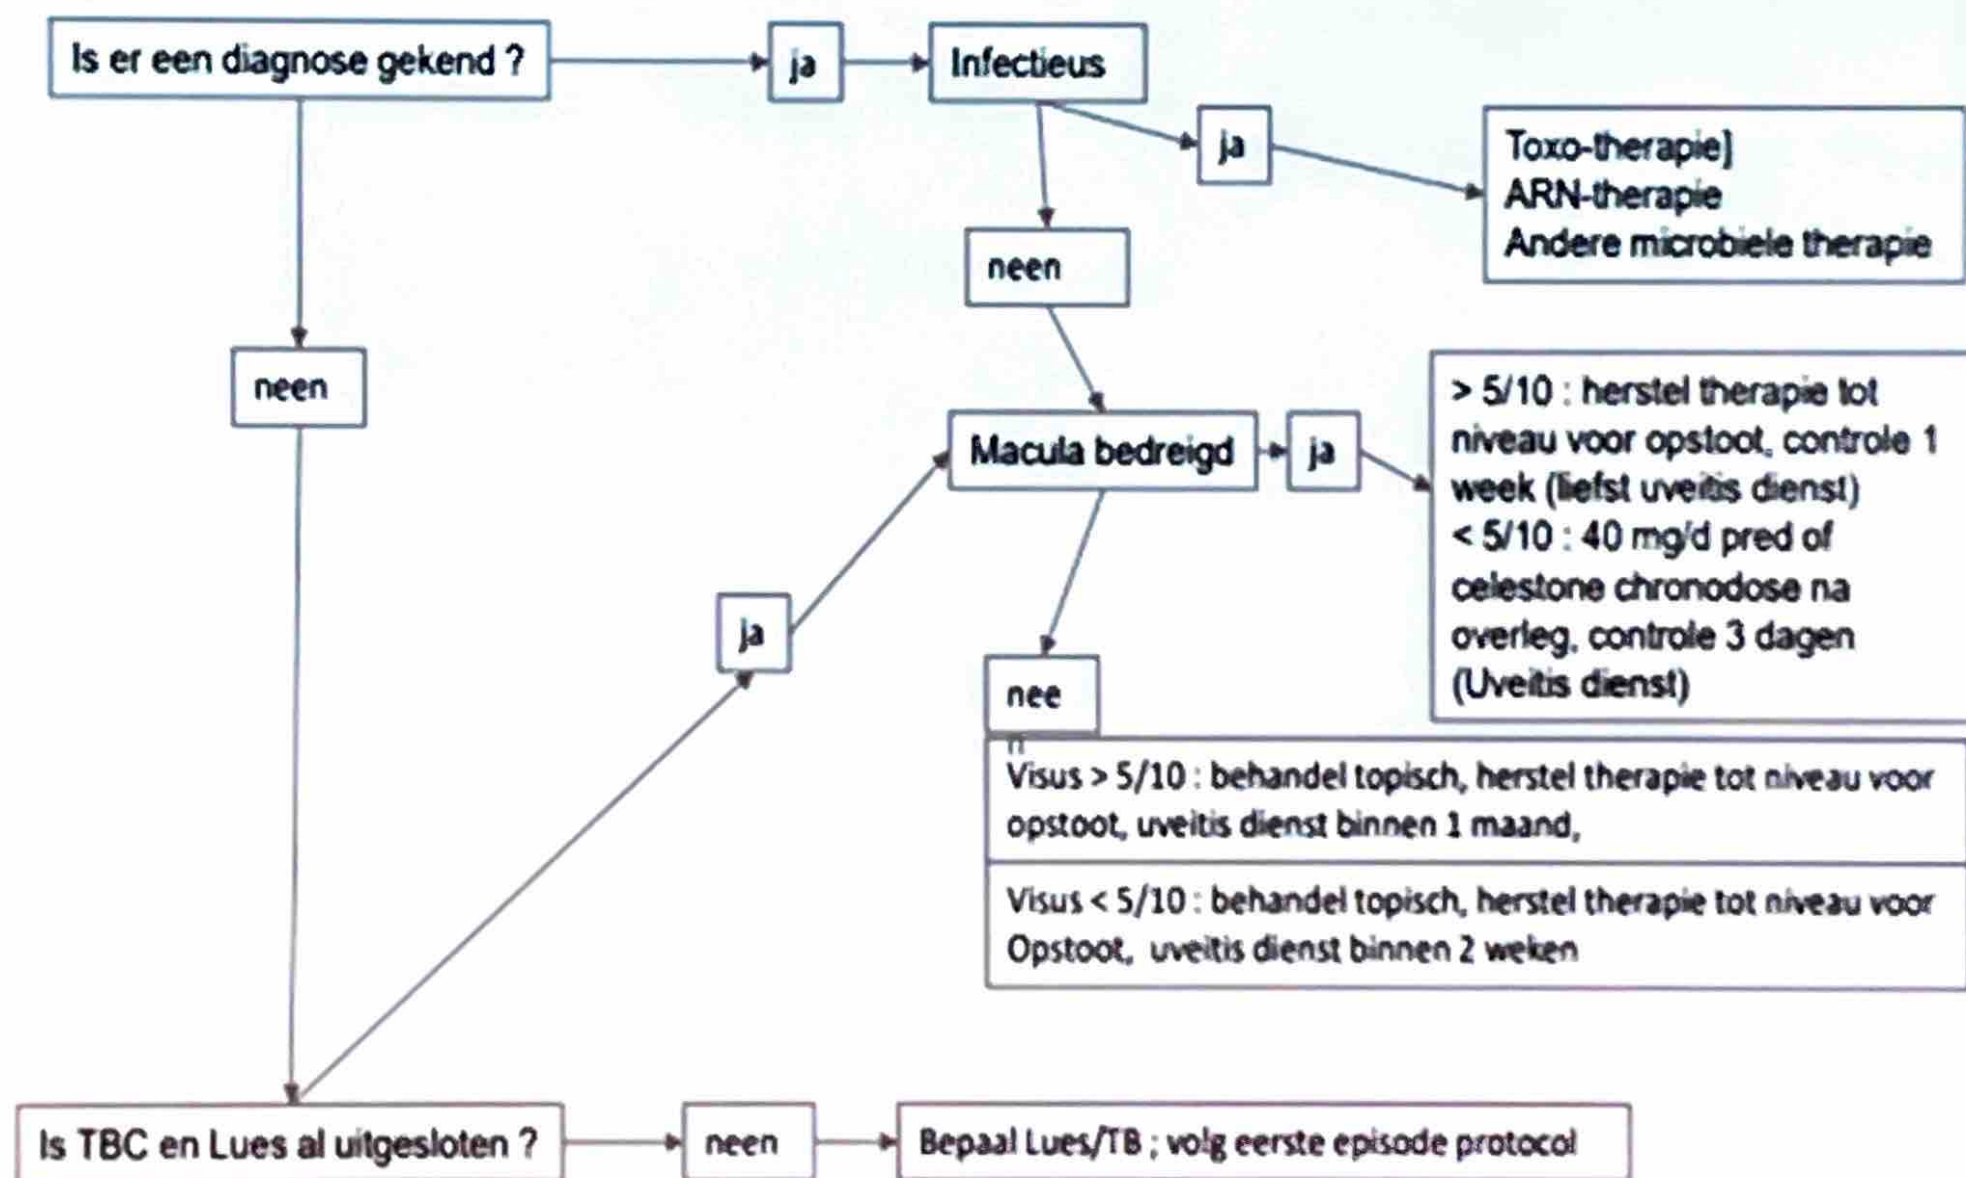 Is er een diagnose gekend ?
ja
Infectieus
ja
Toxo-therapie]
ARN-therapie
Andere microbiele therapie
neen
neen
Macula bedreigd
ja
> 5/10 : herstel therapie tot
niveau voor opstoot, controle 1
week (liefst uveitis dienst)
< 5/10 : 40 mg/d pred of
celestone chronodose na
overleg, controle 3 dagen
(Uveitis dienst)
ja
nee
n
Visus > 5/10 : behandel topisch, herstel therapie tot niveau voor
opstoot, uveitis dienst binnen 1 maand,
Visus < 5/10 : behandel topisch, herstel therapie tot niveau voor
Opstoot, uveitis dienst binnen 2 weken
Is TBC en Lues al uitgesloten ?
neen
Bepaal Lues/TB ; volg eerste episode protocol